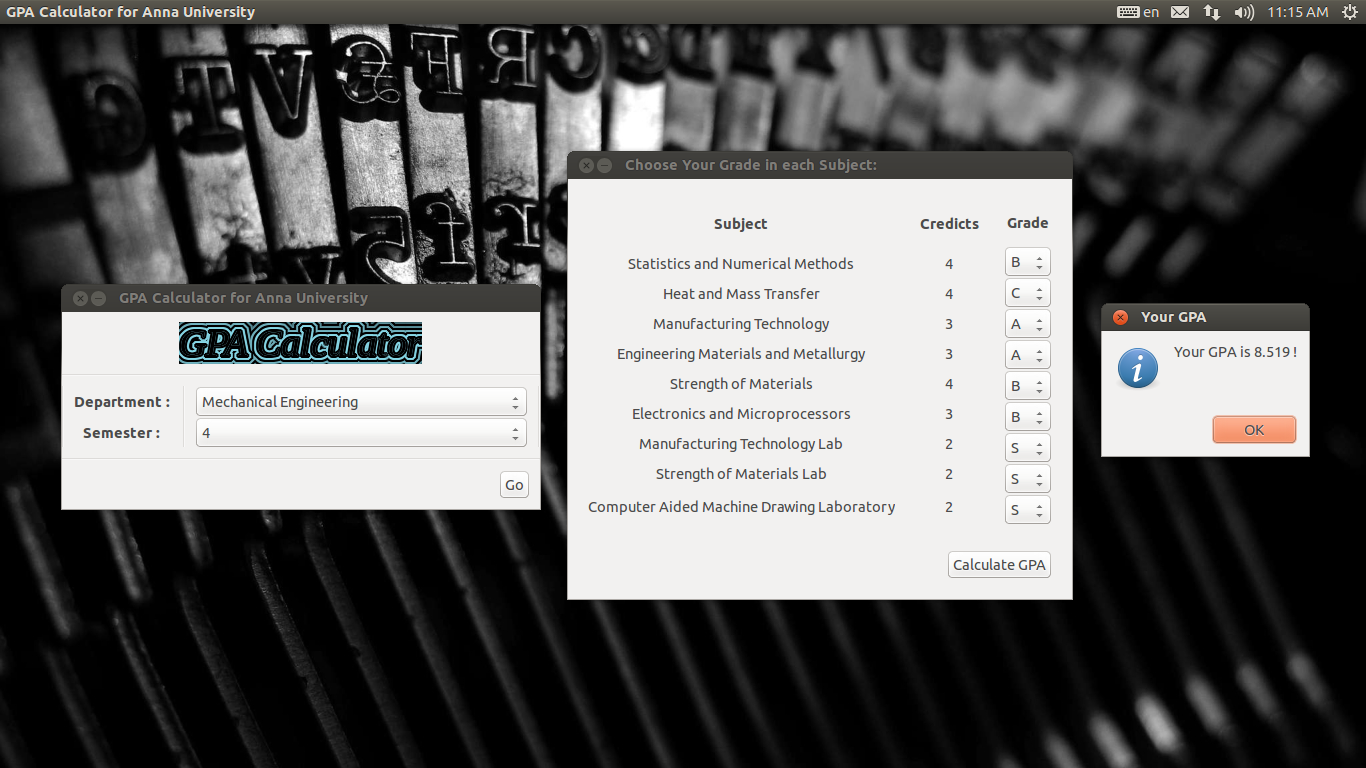 GPA Calculator for Anna University
en
11:15 AM
Choose Your Grade in each Subject:
Subject Credicts Grade
Statistics and Numerical Methods 4 B
Heat and Mass Transfer 4 C
Manufacturing Technology 3 A
Engineering Materials and Metallurgy 3 A
Strength of Materials 4 B
Electronics and Microprocessors 3 B
Manufacturing Technology Lab 2 S
Strength of Materials Lab 2 S
Computer Aided Machine Drawing Laboratory 2 S
Calculate GPA
GPA Calculator for Anna University
GPA Calculator
Department : Mechanical Engineering
Semester : 4
Go
Your GPA
Your GPA is 8.519 !
OK